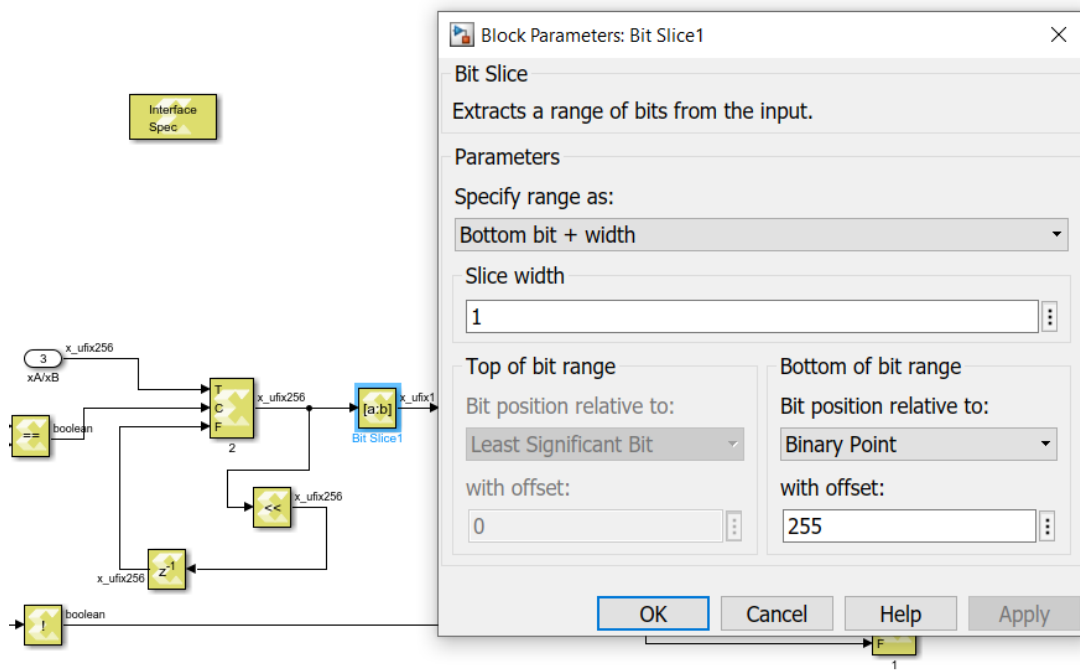 Interface
Spec
3
x_ufix256
xA/xB
==
boolean
T
C
F
x_ufix256
2
[a:b]
x_ufix1
Bit Slice1
<<
x_ufix256
z-1
x_ufix256
!
boolean
Block Parameters: Bit Slice1
Bit Slice
Extracts a range of bits from the input.
Parameters
Specify range as:
Bottom bit + width
Slice width
1
Top of bit range
Bit position relative to:
Least Significant Bit
with offset:
0
Bottom of bit range
Bit position relative to:
Binary Point
with offset:
255
OK
Cancel
Help
Apply
F
1